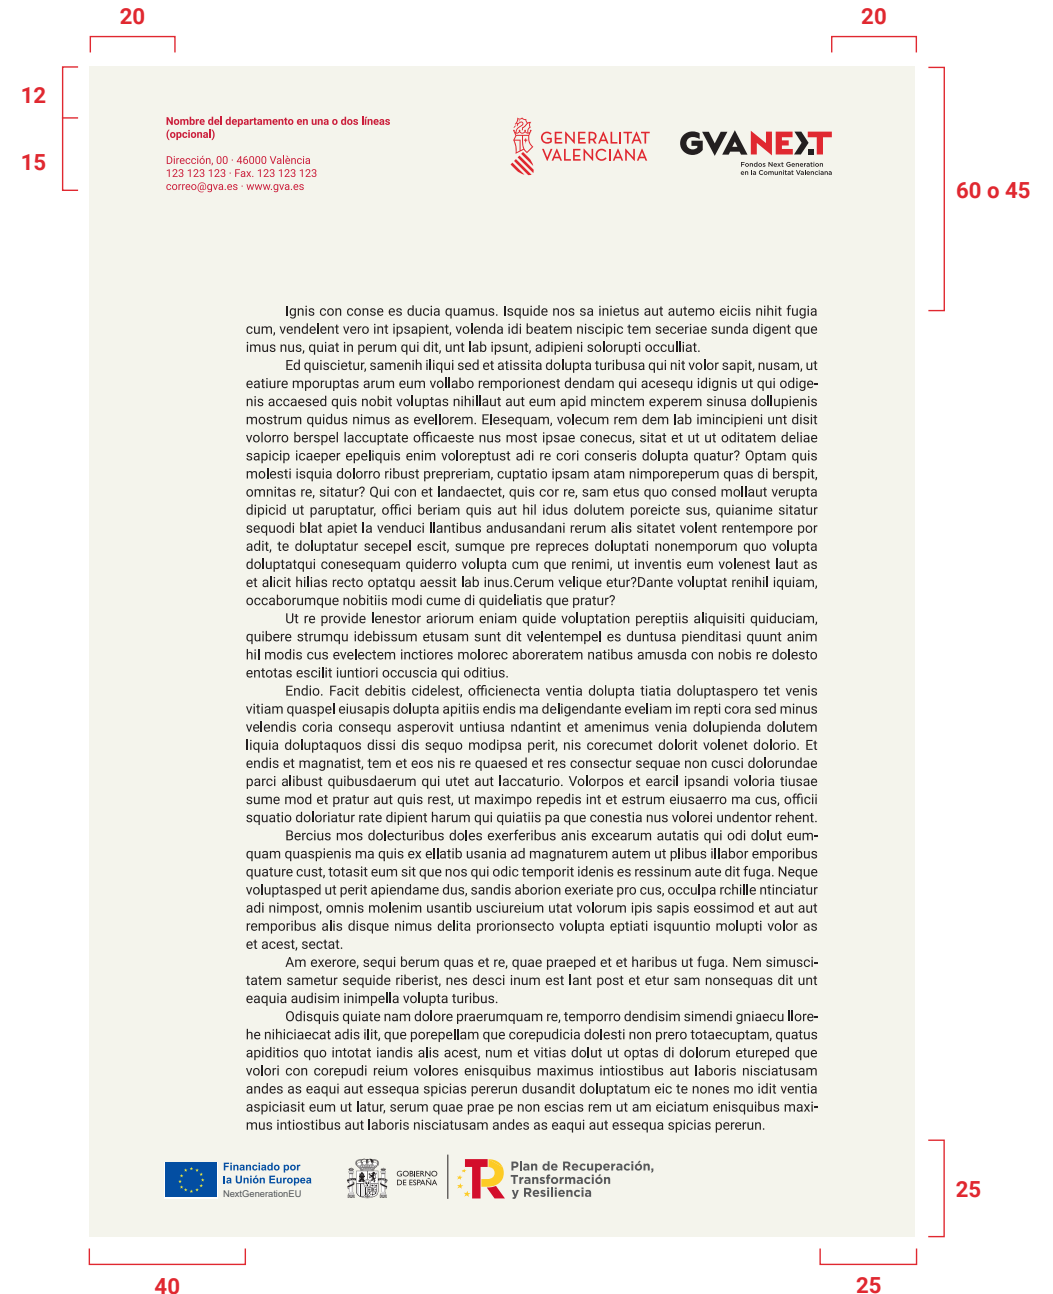 20
20
12
15
60 o 45
Nombre del departamento en una o dos líneas
(opcional)
Dirección, 00 · 46000 València
123 123 123 · Fax. 123 123 123
correo@gva.es · www.gva.es
GENERALITAT
VALENCIANA
GVANEXT
Fondos Next Generation
en la Comunitat Valenciana
Ignis con conse es ducia quamus. Isquide nos sa inietus aut autemo eiciis nihit fugia
cum, vendelent vero int ipsapient, volenda idi beatem niscipic tem seceriae sunda digent que
imus nus, quiat in perum qui dit, unt lab ipsunt, adipieni solorupti occulliat.
Ed quiscietur, samenih iliqui sed et atissita dolupta turibusa qui nit volor sapit, nusam, ut
eatiure mporuptas arum eum vollabo remporionest dendam qui acesequ idignis ut qui odige-
nis accaesed quis nobit voluptas nihillaut aut eum apid minctem experem sinusa dollupienis
mostrum quidus nimus as evellorem. Elesequam, volecum rem dem lab imincipieni unt disit
volorro berspel laccuptate officaeste nus most ipsae conecus, sitat et ut ut oditatem deliae
sapicip icaeper epeliquis enim voloreptust adi re cori conseris dolupta quatur? Optam quis
molesti isquia dolorro ribust prepreriam, cuptatio ipsam atam nimporeperum quas di berspit,
omnitas re, sitatur? Qui con et landaectet, quis cor re, sam etus quo consed mollaut verupta
dipicid ut paruptatur, offici beriam quis aut hil idus dolutem poreicte sus, quianime sitatur
sequodi blat apiet la venduci llantibus andusandani rerum alis sitatet volent rentempore por
adit, te doluptatur secepel escit, sumque pre repreces doluptati nonemporum quo volupta
doluptatqui conesequam quiderro volupta cum que renimi, ut inventis eum volenest laut as
et alicit hilias recto optatqu aessit lab inus.Cerum velique etur?Dante voluptat renihil iquiam,
occaborumque nobitiis modi cume di quideliatis que pratur?
Ut re provide lenestor ariorum eniam quide voluptation pereptiis aliquisiti quiduciam,
quibere strumqu idebissum etusam sunt dit velentempel es duntusa pienditasi quunt anim
hil modis cus evelectem inctiores molorec aboreratem natibus amusda con nobis re dolesto
entotas escilit iuntiori occuscia qui oditius.
Endio. Facit debitis cidelest, officienecta ventia dolupta tiatia doluptaspero tet venis
vitiam quaspel eiusapis dolupta apitiis endis ma deligendante eveliam im repti cora sed minus
velendis coria consequ asperovit untiusa ndantint et amenimus venia dolupienda dolutem
liquia doluptaquos dissi dis sequo modipsa perit, nis corecumet dolorit volenet dolorio. Et
endis et magnatist, tem et eos nis re quaesed et res consectur sequae non cusci dolorundae
parci alibust quibusdaerum qui utet aut laccaturio. Volorpos et earcil ipsandi voloria tiusae
sume mod et pratur aut quis rest, ut maximpo repedis int et estrum eiusaerro ma cus, officii
squatio doloriatur rate dipient harum qui quiatiis pa que conestia nus volorei undentor rehent.
Bercius mos dolecturibus doles exerferibus anis excearum autatis qui odi dolut eum-
quam quaspienis ma quis ex ellatib usania ad magnaturem autem ut plibus illabor emporibus
quature cust, totasit eum sit que nos qui odic temporit idenis es ressinum aute dit fuga. Neque
voluptasped ut perit apiendame dus, sandis aborion exeriate pro cus, occulpa rchille ntinciatur
adi nimpost, omnis molenim usantib usciureium utat volorum ipis sapis eossimod et aut aut
remporibus alis disque nimus delita prorionsecto volupta eptiati isquuntio molupti volor as
et acest, sectat.
Am exerore, sequi berum quas et re, quae praeped et et haribus ut fuga. Nem simusci-
tatem sametur sequide riberist, nes desci inum est lant post et etur sam nonsequas dit unt
eaquia audisim inimpella volupta turibus.
Odisquis quiate nam dolore praerumquam re, temporro dendisim simendi gniaecu llore-
he nihiciaecat adis ilit, que porepellam que corepudicia dolesti non prero totaecuptam, quatus
apiditios quo intotat iandis alis acest, num et vitias dolut ut optas di dolorum etureped que
volori con corepudi reium volores enisquibus maximus intiostibus aut laboris nisciatusam
andes as eaqui aut essequa spicias pererun dusandit doluptatum eic te nones mo idit ventia
aspiciasit eum ut latur, serum quae prae pe non escias rem ut am eiciatum enisquibus maxi-
mus intiostibus aut laboris nisciatusam andes as eaqui aut essequa spicias pererun.
Financiado por
la Unión Europea
NextGenerationEU
GOBIERNO
DE ESPAÑA
TR
Plan de Recuperación,
Transformación
y Resiliencia
25
40
25